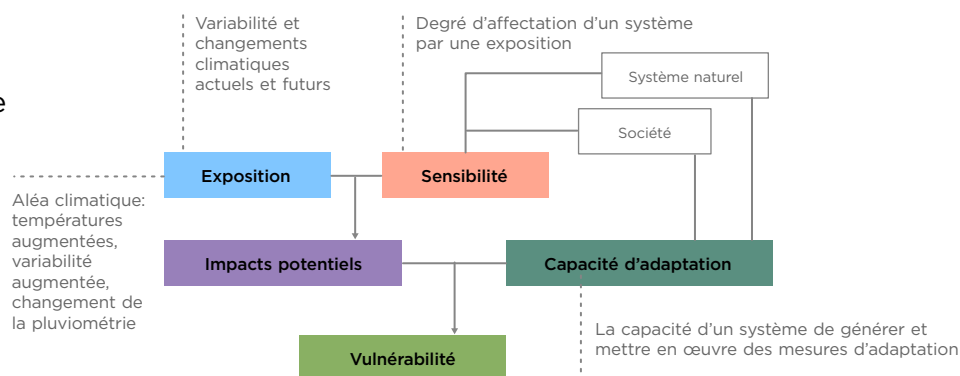 Variabilité et
changements
climatiques
actuels et futurs
Degré d’affectation d’un système
par une exposition
Système naturel
e
Société
Exposition
Sensibilité
Aléa climatique:
températures
augmentées,
variabilité
augmentée,
changement de
la pluviométrie
Impacts potentiels
Capacité d’adaptation
La capacité d’un système de générer et
mettre en œuvre des mesures d’adaptation
Vulnérabilité